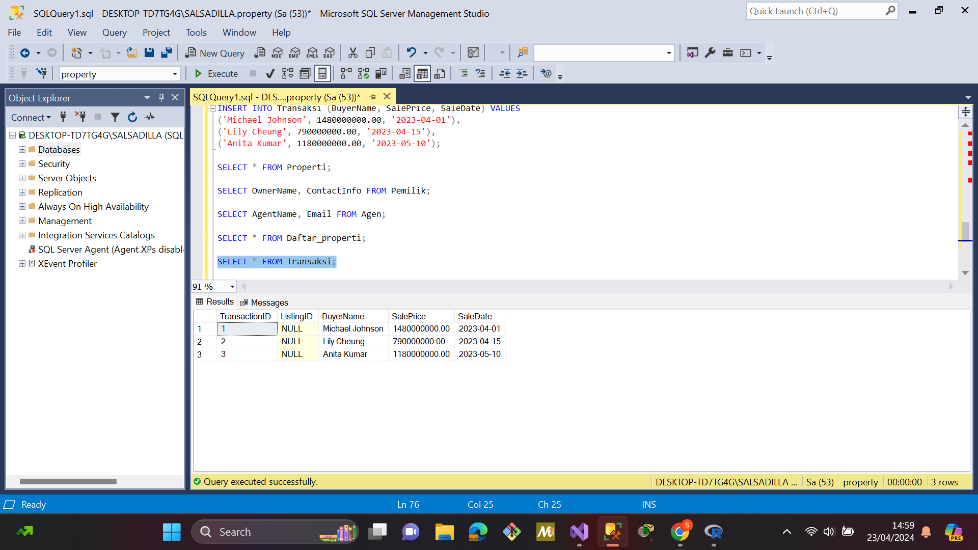 SQLQuery1.sql - DESKTOP-TD7TG4G\SALSADILLA.property (Sa (53))* - Microsoft SQL Server Management Studio
Quick Launch (Ctrl+Q)
File Edit View Query Project Tools Window Help
New Query
property
Execute
Object Explorer
SQLQuery1.sql - DES....property (Sa (53))*
Connect
DESKTOP-TD7TG4G\SALSADILLA (SQL
Databases
Security
Server Objects
Replication
Always On High Availability
Management
Integration Services Catalogs
SQL Server Agent (Agent XPs disabl
XEvent Profiler
INSERT INTO Transaksi (BuyerName, SalePrice, SaleDate) VALUES
('Michael Johnson', 1480000000.00, '2023-04-01'),
('Lily Cheung', 790000000.00, '2023-04-15'),
('Anita Kumar', 1180000000.00, '2023-05-10');
SELECT * FROM Properti;
SELECT OwnerName, ContactInfo FROM Pemilik;
SELECT AgentName, Email FROM Agen;
SELECT * FROM Daftar_properti;
SELECT * FROM Transaksi;
91 %
Results Messages
TransactionID ListingID BuyerName SalePrice SaleDate
1 1 NULL Michael Johnson 1480000000.00 2023-04-01
2 2 NULL Lily Cheung 790000000.00 2023-04-15
3 3 NULL Anita Kumar 1180000000.00 2023-05-10
Query executed successfully. DESKTOP-TD7TG4G\SALSADILLA ... Sa (53) property 00:00:00 3 rows
Ready Ln 76 Col 25 Ch 25 INS
Search
14:59
23/04/2024